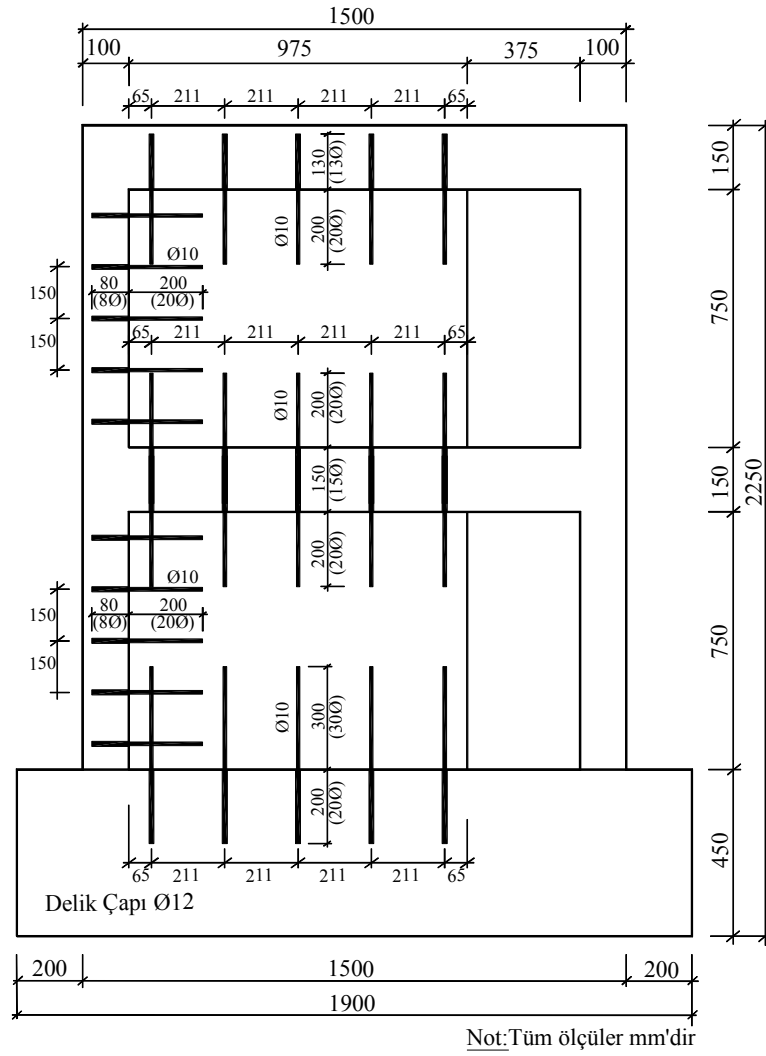 1500
100 975 375 100
65 211 211 211 211 65
130
(13Ø)
150
Ø10
200
(20Ø)
Ø10
150
80 200
(8Ø) (20Ø)
150
750
65 211 211 211 211 65
Ø10
200
(20Ø)
150
(15Ø)
150
2250
200
(20Ø)
Ø10
150
80 200
(8Ø) (20Ø)
150
750
Ø10
300
(30Ø)
200
(20Ø)
450
65 211 211 211 211 65
Delik Çapı Ø12
200 1500 200
1900
Not:Tüm ölçüler mm'dir